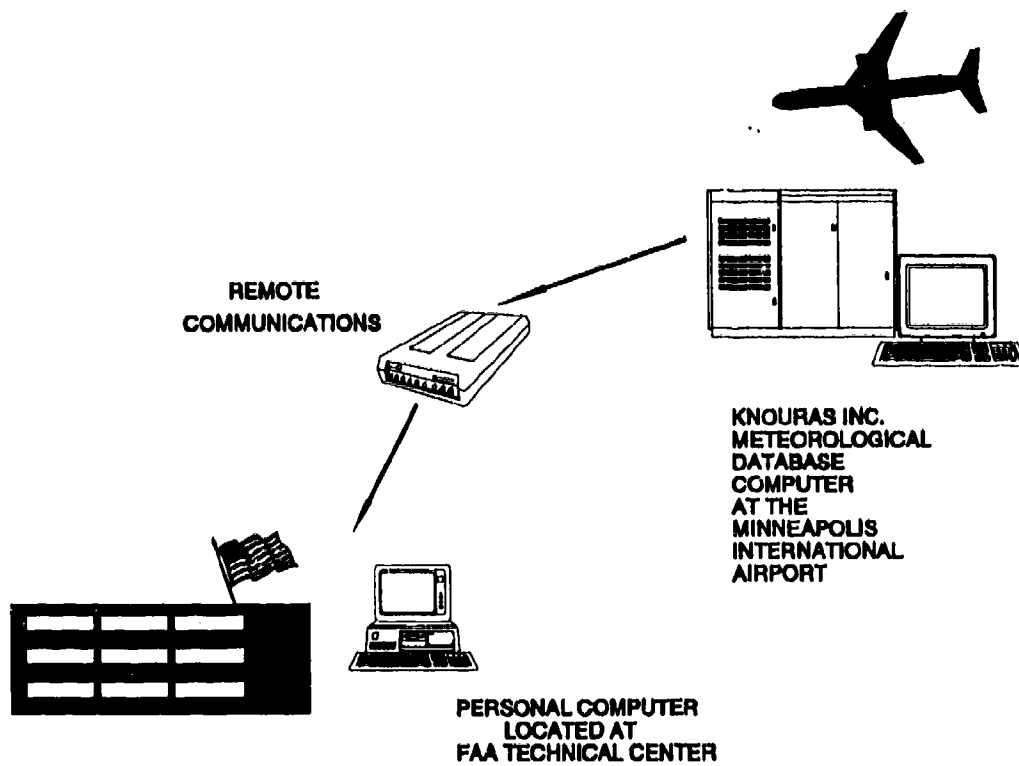 REMOTE
COMMUNICATIONS
KNOURAS INC.
METEOROLOGICAL
DATABASE
COMPUTER
AT THE
MINNEAPOLIS
INTERNATIONAL
AIRPORT
PERSONAL COMPUTER
LOCATED AT
FAA TECHNICAL CENTER